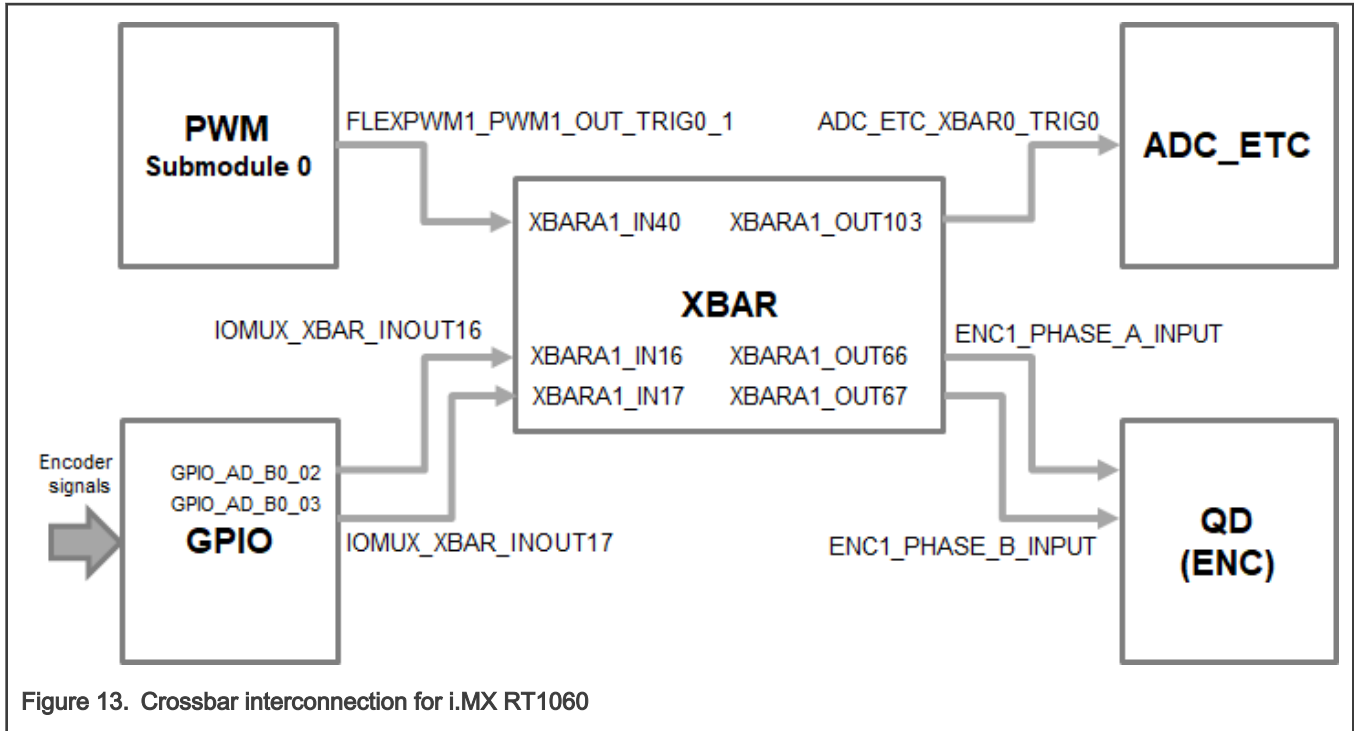 PWM
Submodule 0
FLEXPWM1_PWM1_OUT_TRIG0_1
ADC_ETC_XBAR0_TRIG0
ADC_ETC
XBARA1_IN40
XBARA1_OUT103
XBAR
IOMUX_XBAR_INOUT16
ENC1_PHASE_A_INPUT
XBARA1_IN16
XBARA1_OUT66
XBARA1_IN17
XBARA1_OUT67
Encoder
signals
GPIO_AD_B0_02
GPIO_AD_B0_03
GPIO
IOMUX_XBAR_INOUT17
ENC1_PHASE_B_INPUT
QD
(ENC)
Figure 13. Crossbar interconnection for i.MX RT1060